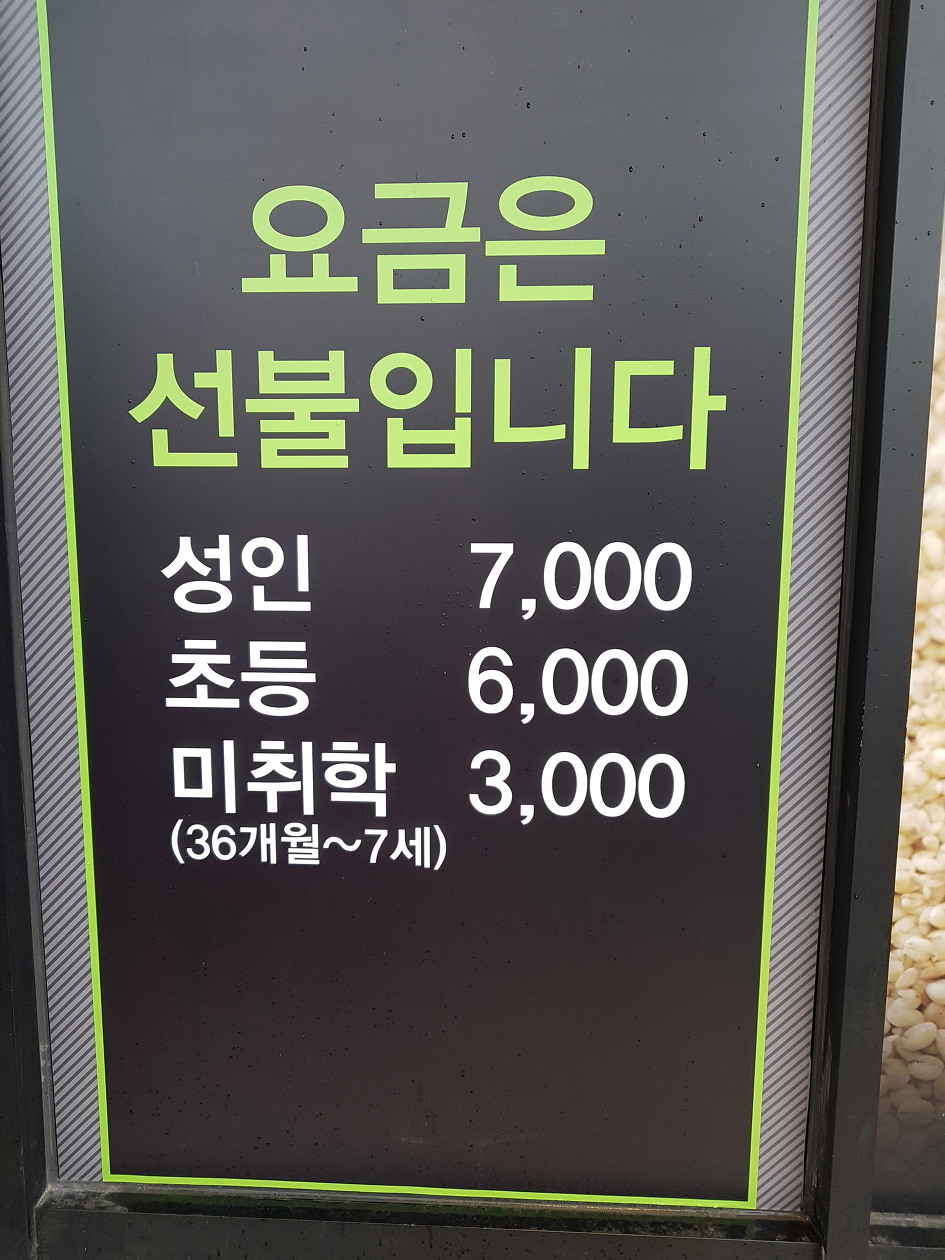 요금은
선불입니다
성인 7,000
초등 6,000
미취학 3,000
(36개월~7세)